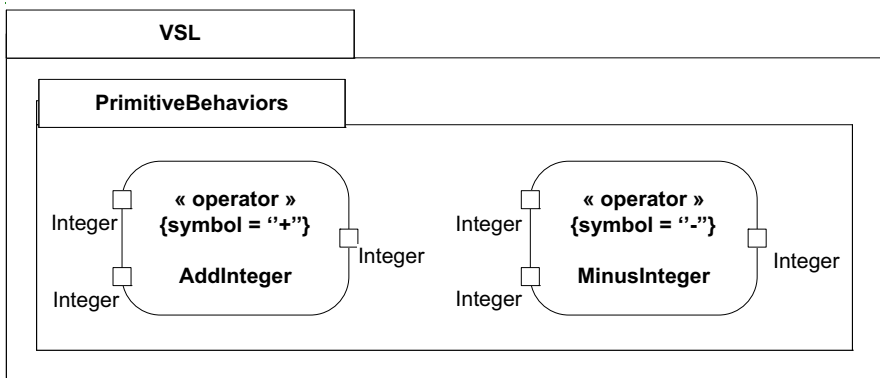 VSL
PrimitiveBehaviors
« operator »
{symbol = ‘’+’’}
AddInteger
Integer
Integer
Integer
« operator »
{symbol = ‘’-”}
MinusInteger
Integer
Integer
Integer